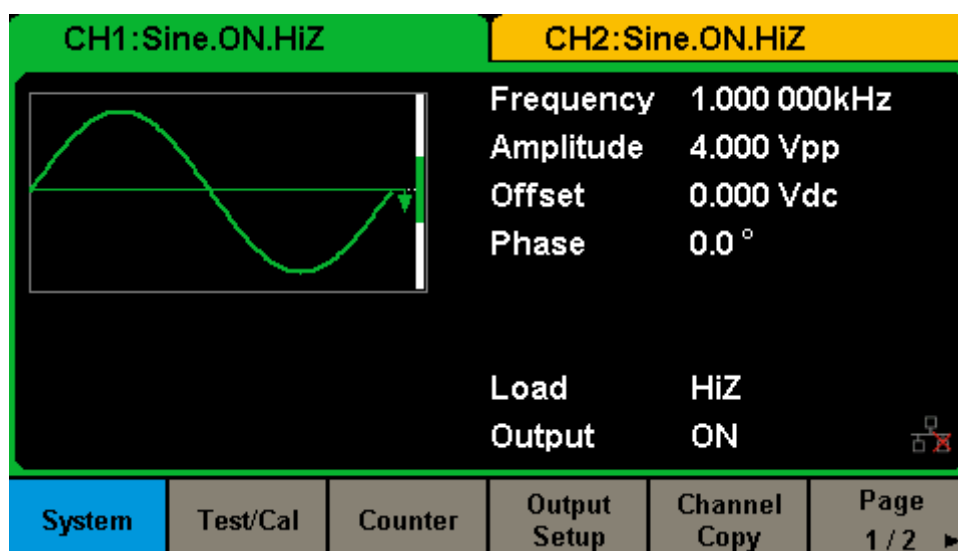 CH1:Sine.ON.HiZ CH2:Sine.ON.HiZ
Frequency 1.000 000kHz
Amplitude 4.000 Vpp
Offset 0.000 Vdc
Phase 0.0 °
Load HiZ
Output ON
System Test/Cal Counter Output Setup Channel Copy Page 1/2 ►